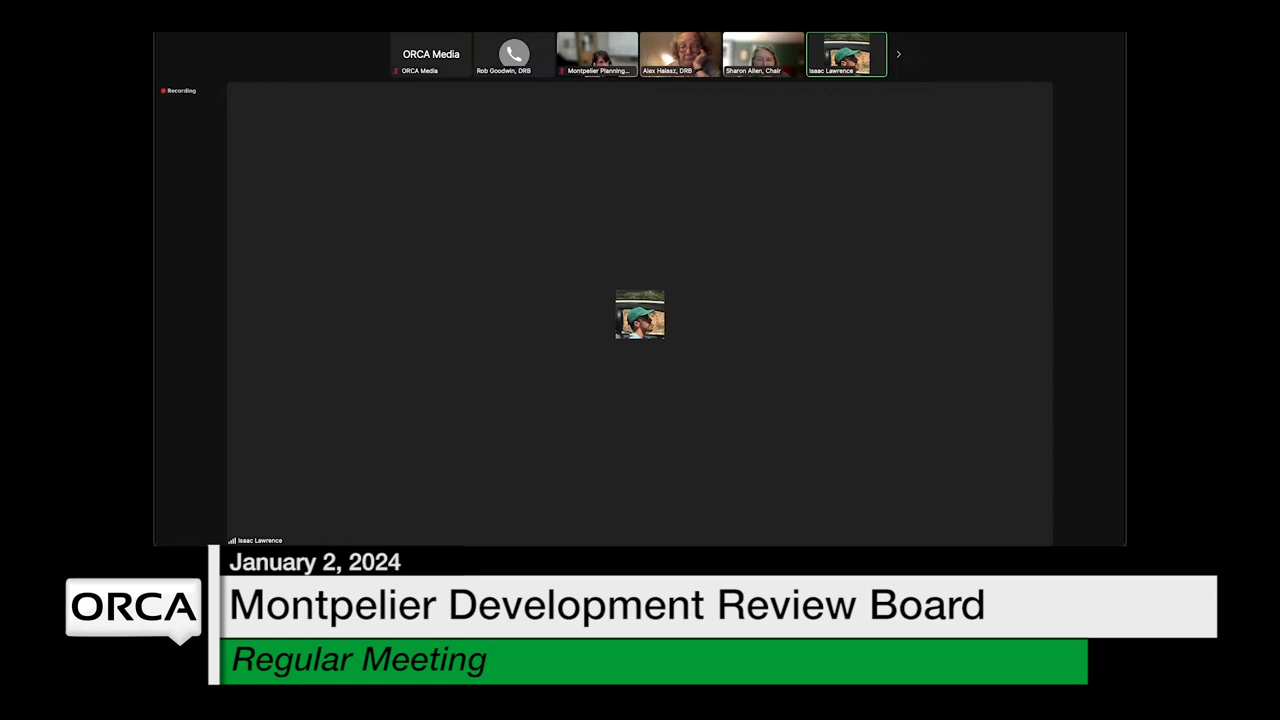 ORCA Media
ORCA Media
Rob Goodwin, DRB
Montpelier Planning...
Alex Halasz, DRB
Sharon Allen, Chair
Isaac Lawrence
Recording
Isaac Lawrence
January 2, 2024
ORCA
Montpelier Development Review Board
Regular Meeting